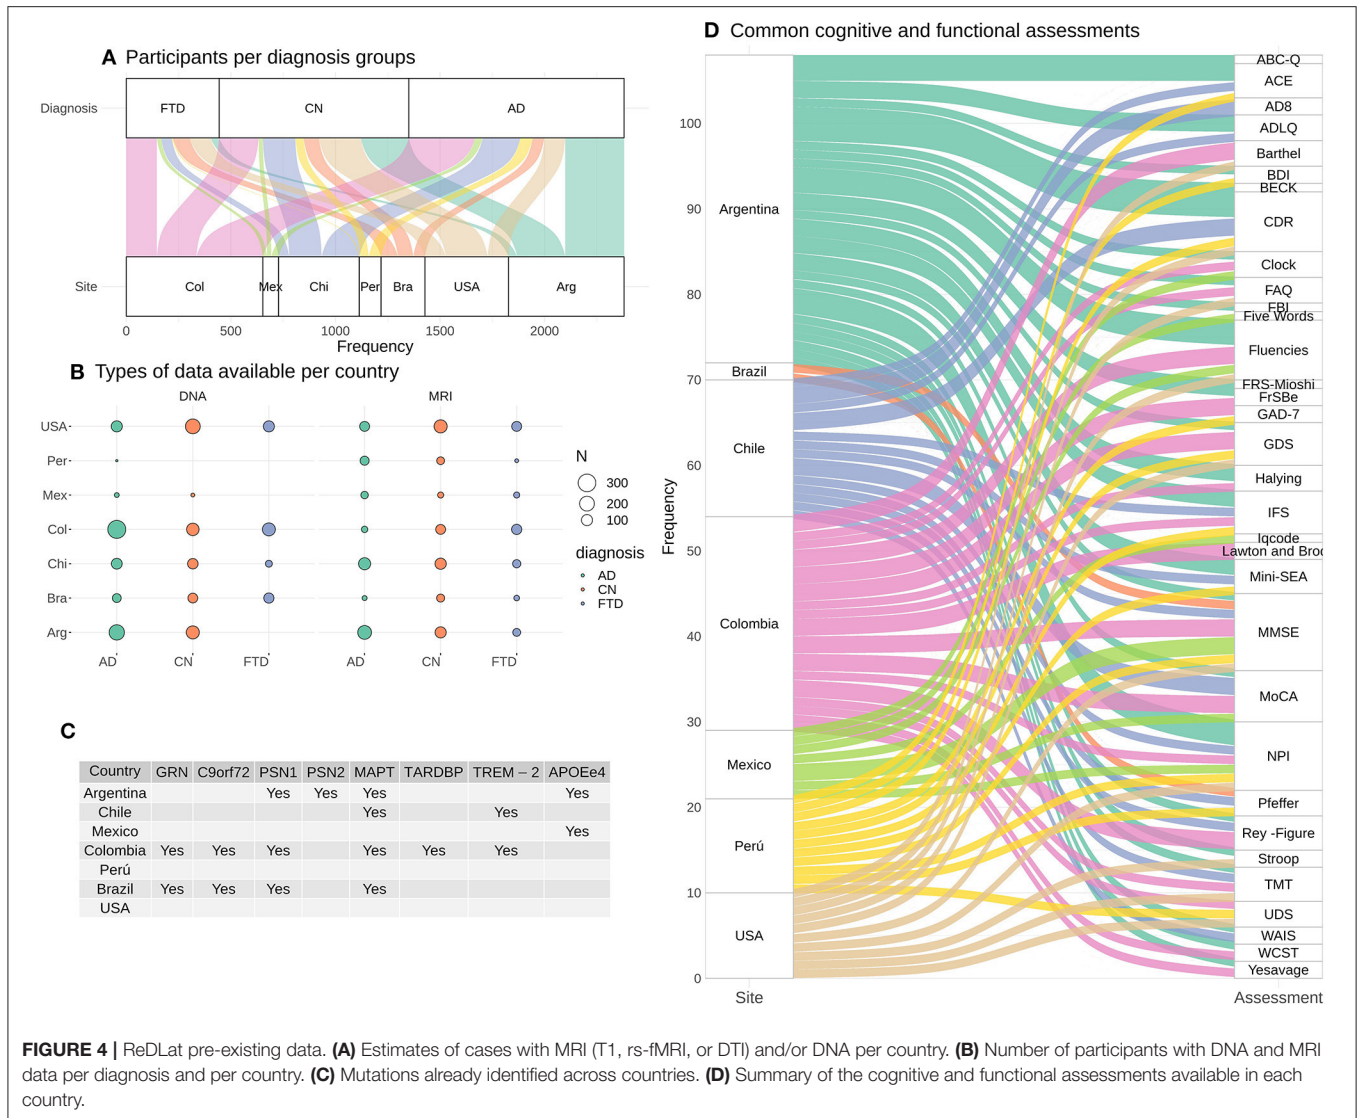 A Participants per diagnosis groups
Diagnosis
FTD CN AD
Site
Col Mex Chi Per Bra USA Arg
0 500 1000 1500 2000
Frequency
B Types of data available per country
DNA MRI
USA
Per
Mex
Col
Chi
Bra
Arg
AD CN FTD AD CN FTD
N
300
200
100
diagnosis
AD
CN
FTD
C
Country GRN C9orf72 PSN1 PSN2 MAPT TARDBP TREM – 2 APOEe4
Argentina Yes Yes Yes Yes
Chile Yes Yes
Mexico Yes
Colombia Yes Yes Yes Yes Yes Yes
Perú
Brazil Yes Yes Yes Yes
USA
D Common cognitive and functional assessments
Frequency
100
90
80
70
60
50
40
30
20
10
0
Argentina
Brazil
Chile
Colombia
Mexico
Perú
USA
ABC-Q
ACE
AD8
ADLQ
Barthel
BDI
BECK
CDR
Clock
FAQ
FBI
Five Words
Fluencies
FRS-Mioshi
FrSBe
GAD-7
GDS
Halying
IFS
Iqcode
Lawton and Broc
Mini-SEA
MMSE
MoCA
NPI
Pfeffer
Rey -Figure
Stroop
TMT
UDS
WAIS
WCST
Yesavage
Site Assessment
FIGURE 4 | ReDLat pre-existing data. (A) Estimates of cases with MRI (T1, rs-fMRI, or DTI) and/or DNA per country. (B) Number of participants with DNA and MRI
data per diagnosis and per country. (C) Mutations already identified across countries. (D) Summary of the cognitive and functional assessments available in each
country.